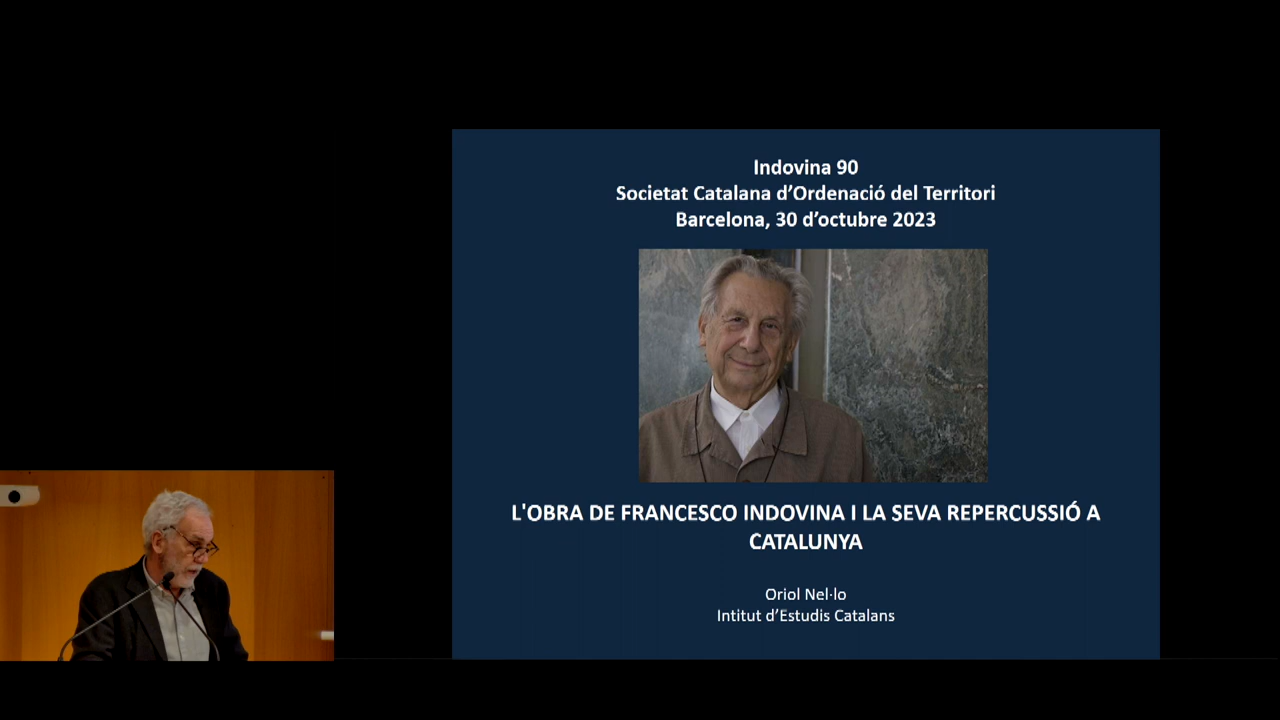 Indovina 90
Societat Catalana d’Ordenació del Territori
Barcelona, 30 d’octubre 2023
L'OBRA DE FRANCESCO INDOVINA I LA SEVA REPERCUSSIÓ A
CATALUNYA
Oriol Nel·lo
Intitut d’Estudis Catalans